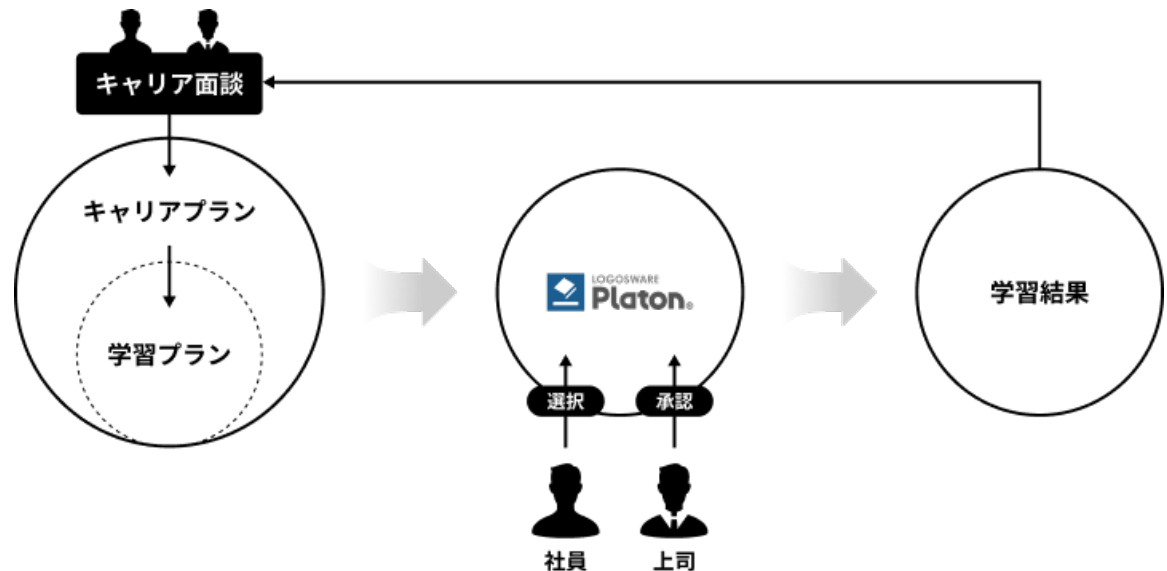 キャリア面談
キャリアプラン
学習プラン
LOGOSWARE
Platon®
選択
承認
社員
上司
学習結果